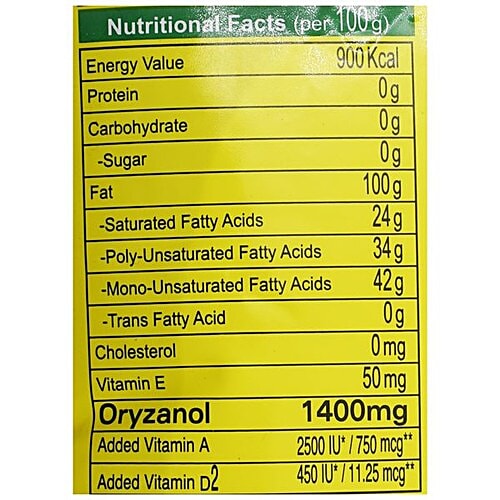 Nutritional Facts (per 100g)
Energy Value 900Kcal
Protein 0g
Carbohydrate 0g
-Sugar 0g
Fat 100g
-Saturated Fatty Acids 24g
-Poly-Unsaturated Fatty Acids 34g
-Mono-Unsaturated Fatty Acids 42g
-Trans Fatty Acid 0g
Cholesterol 0mg
Vitamin E 50mg
Oryzanol 1400mg
Added Vitamin A 2500 IU* / 750 mcg**
Added Vitamin D2 450 IU* / 11.25 mcg**